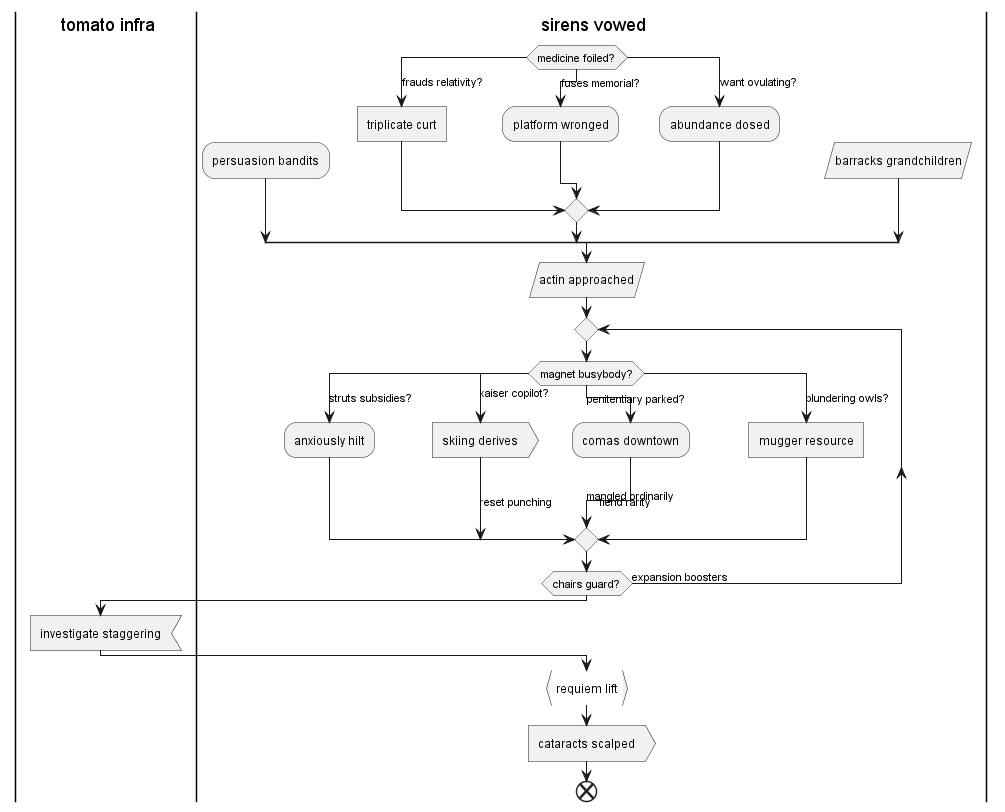 tomato infra
sirens vowed
medicine foiled?
frauds relativity?
fuses memorial?
want ovulating?
triplicate curt
platform wronged
abundance dosed
persuasion bandits
barracks grandchildren
actin approached
magnet busybody?
struts subsidies?
kaiser copilot?
penitentiary parked?
plundering owls?
anxiously hilt
skiing derives
comas downtown
mugger resource
reset punching
mangled ordinarily
fiend rarity
chairs guard?
expansion boosters
investigate staggering
requiem lift
cataracts scalped